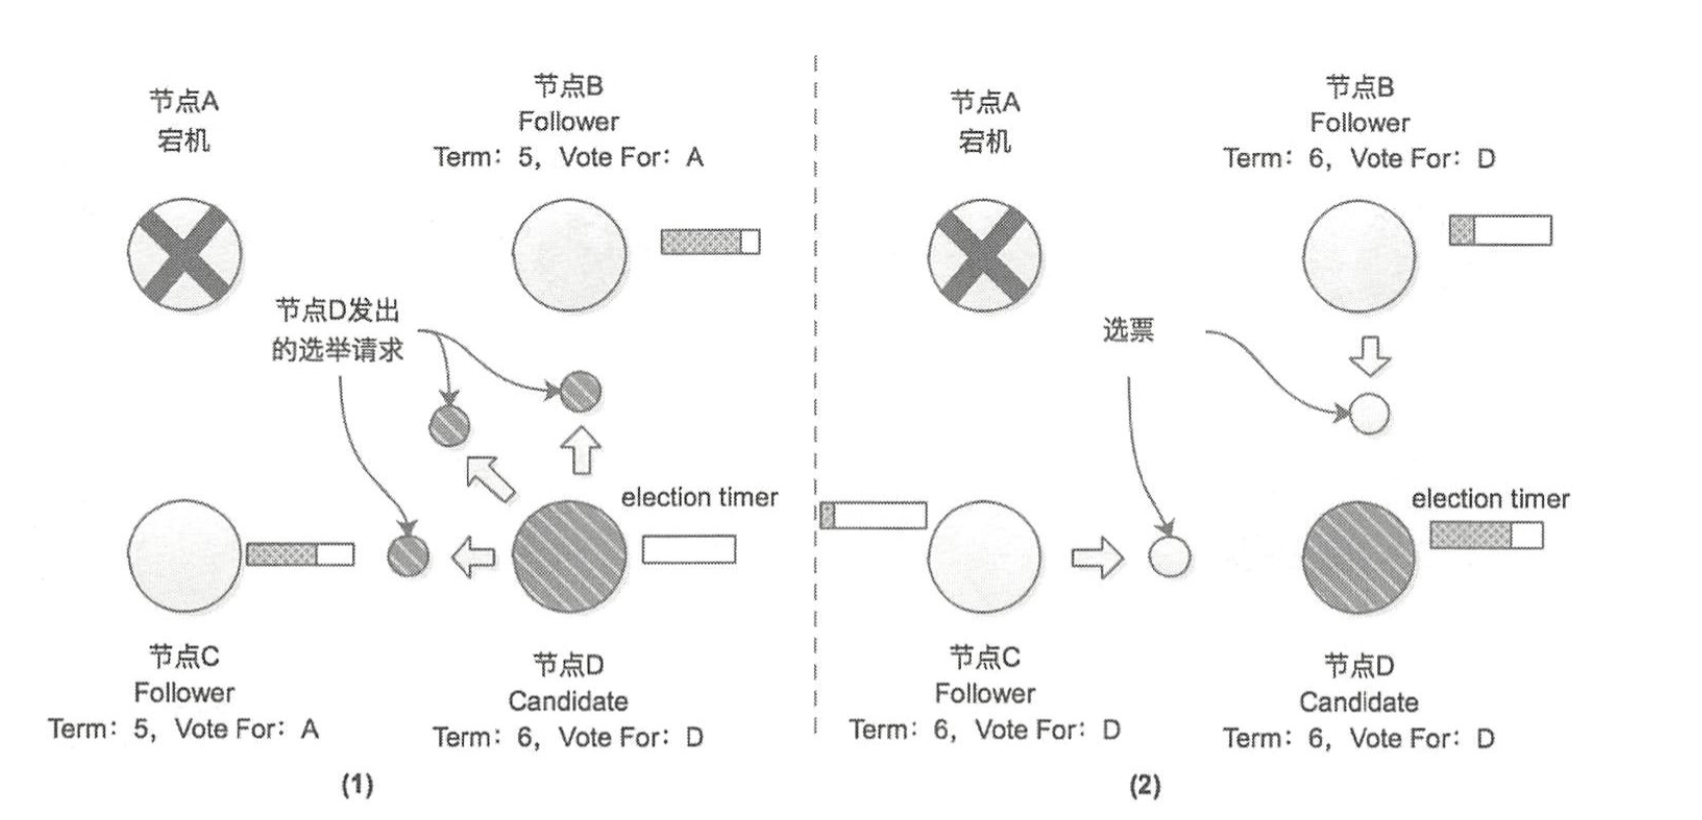 节点A
宕机
节点B
Follower
Term：5，Vote For：A
节点D发出
的选举请求
election timer
节点C
Follower
Term：5，Vote For：A
节点D
Candidate
Term：6，Vote For：D
(1)
节点A
宕机
节点B
Follower
Term：6，Vote For：D
选票
election timer
节点C
Follower
Term：6，Vote For：D
节点D
Candidate
Term：6，Vote For：D
(2)